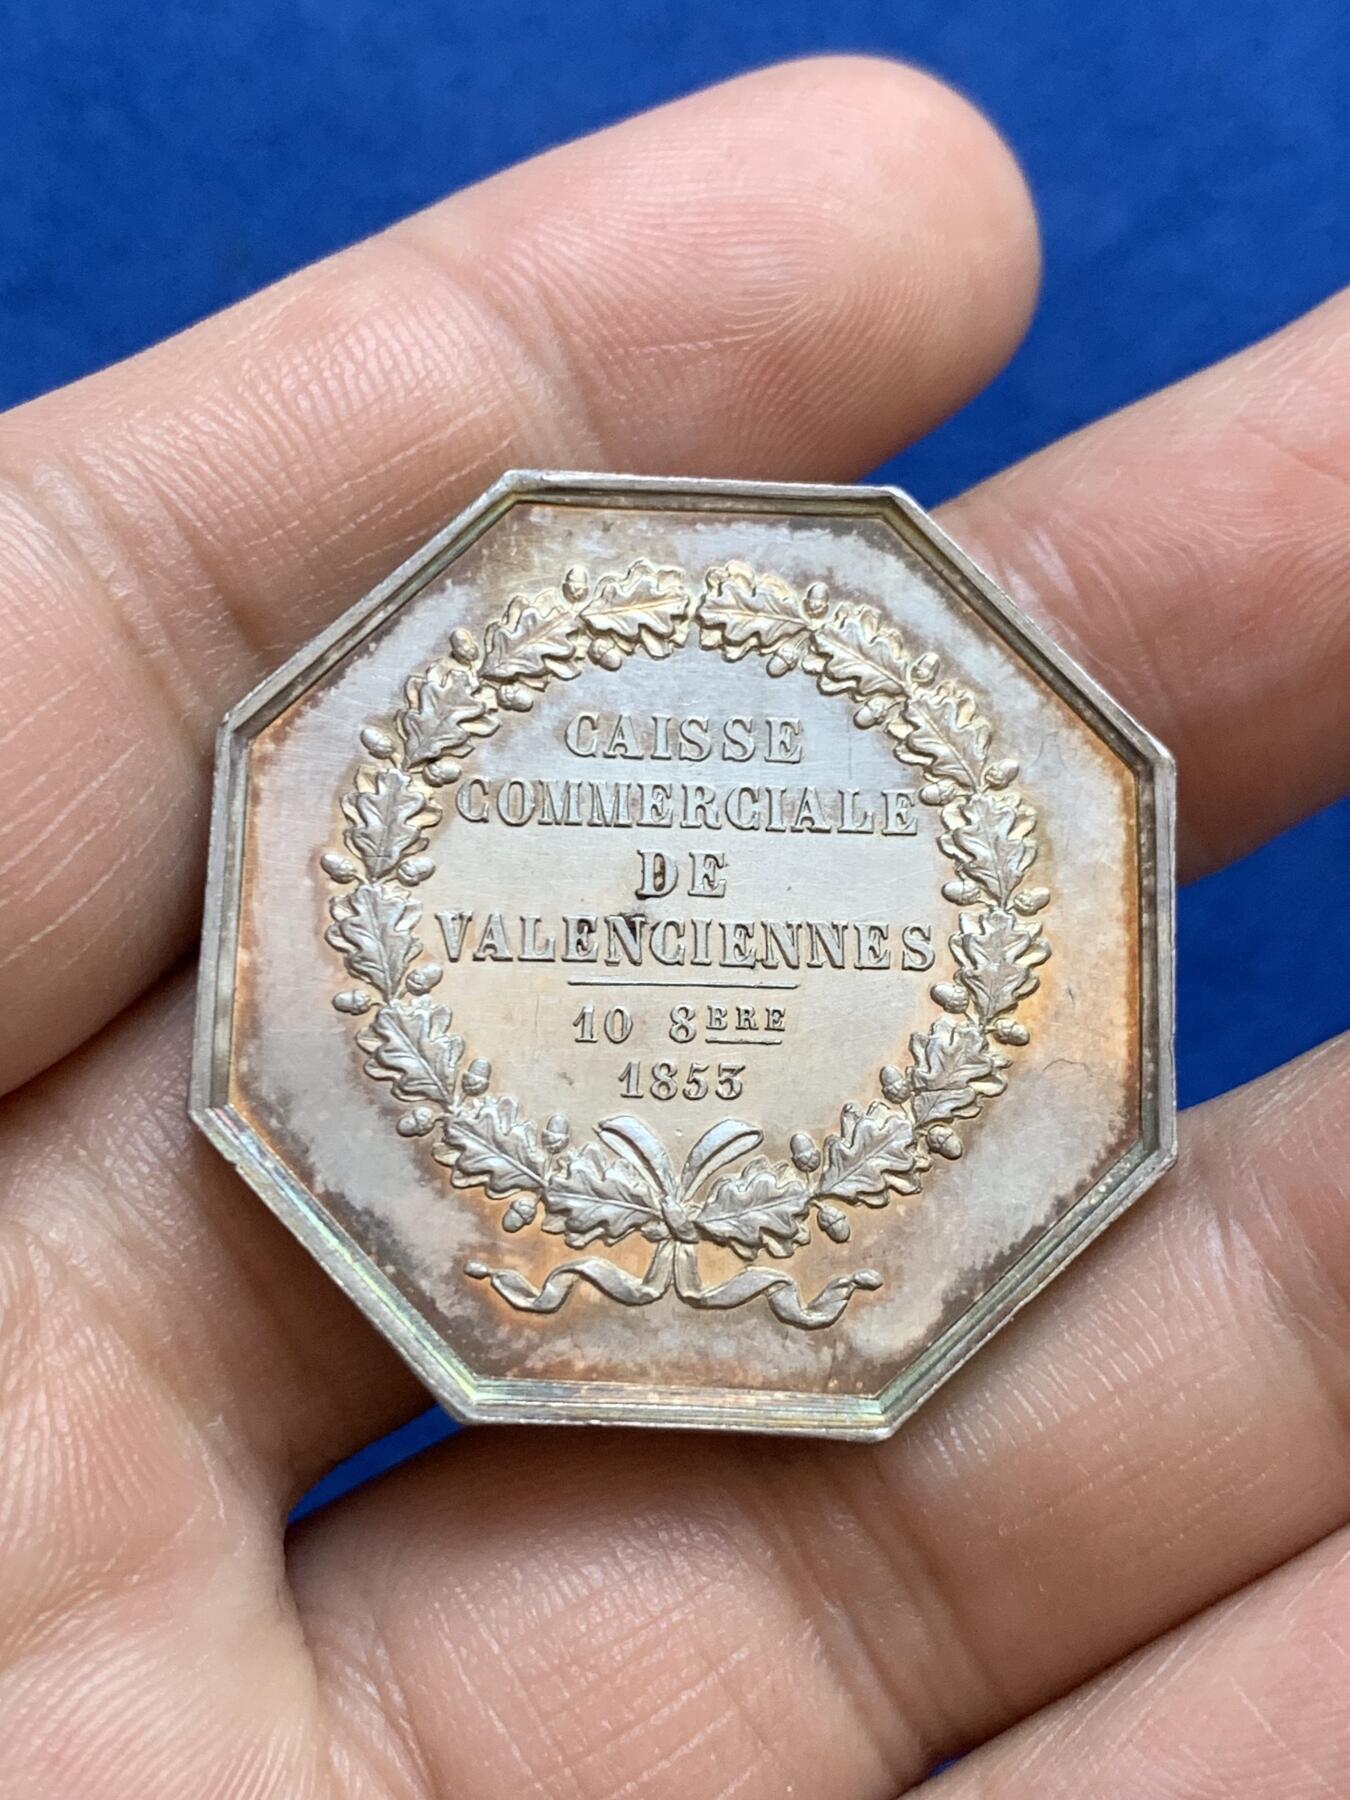 CAISSE
COMMERCIALE
DE
VALENCIENNES
10 8BRE
1853